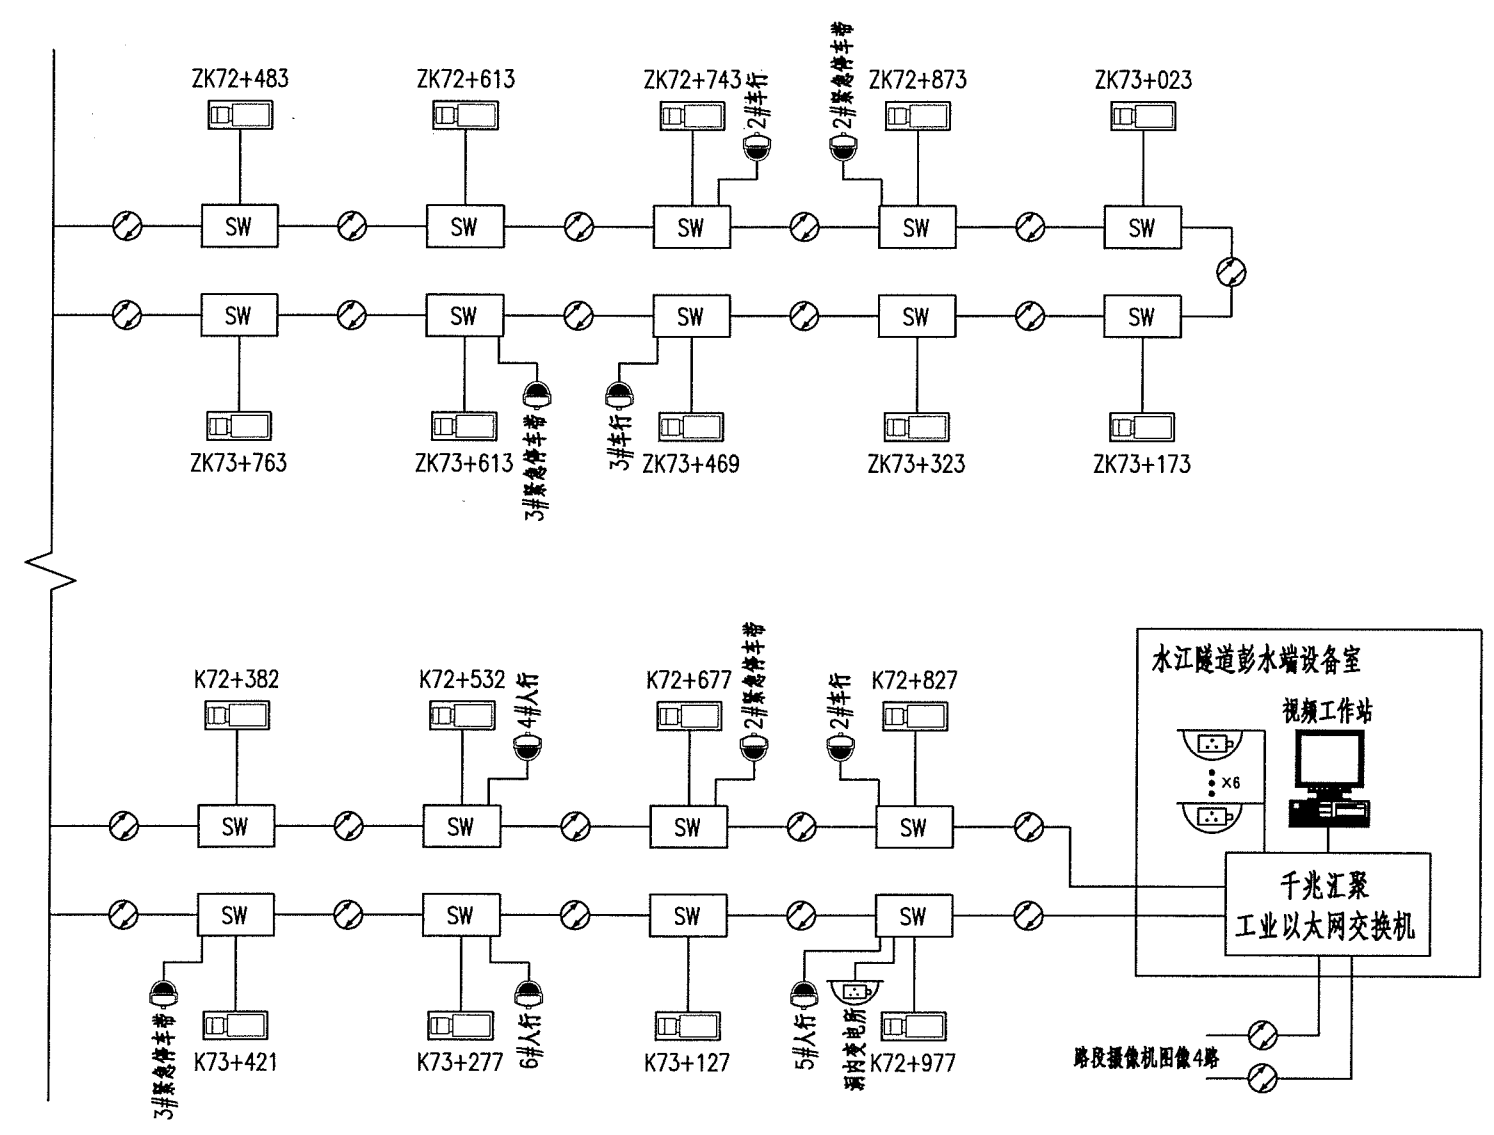 ZK72+483
ZK72+613
ZK72+743
2#车行
2#紧急停车带
ZK72+873
ZK73+023
SW
SW
SW
SW
SW
SW
SW
SW
SW
SW
ZK73+763
ZK73+613
3#紧急停车带
3#车行
ZK73+469
ZK73+323
ZK73+173
K72+382
K72+532
4#人行
K72+677
2#紧急停车带
2#车行
K72+827
水江隧道彭水端设备室
视频工作站
×6
SW
SW
SW
SW
千兆汇聚
工业以太网交换机
SW
SW
SW
SW
3#紧急停车带
K73+421
K73+277
6#人行
K73+127
5#人行
洞内变电所
K72+977
路段摄像机图像4路